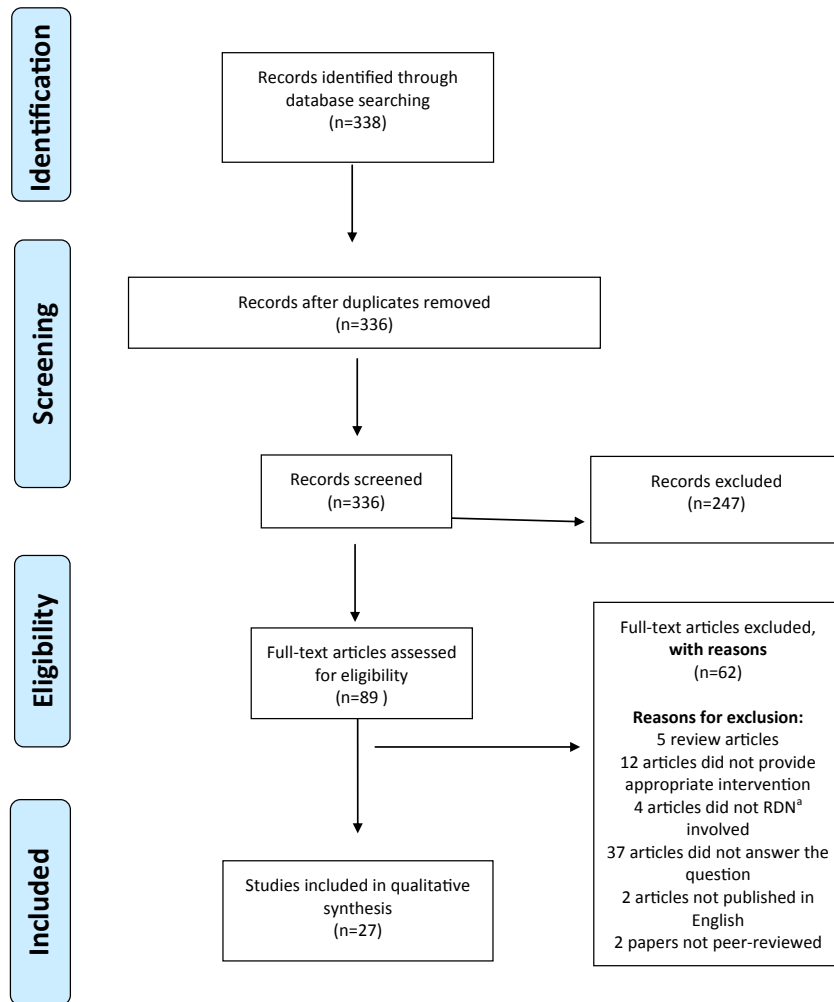 Identification
Records identified through
database searching
(n=338)
Screening
Records after duplicates removed
(n=336)
Records screened
(n=336)
Records excluded
(n=247)
Eligibility
Full-text articles assessed
for eligibility
(n=89 )
Full-text articles excluded,
with reasons
(n=62)
Reasons for exclusion:
5 review articles
12 articles did not provide
appropriate intervention
4 articles did not RDNᵃ
involved
37 articles did not answer the
question
2 articles not published in
English
2 papers not peer-reviewed
Included
Studies included in qualitative
synthesis
(n=27)